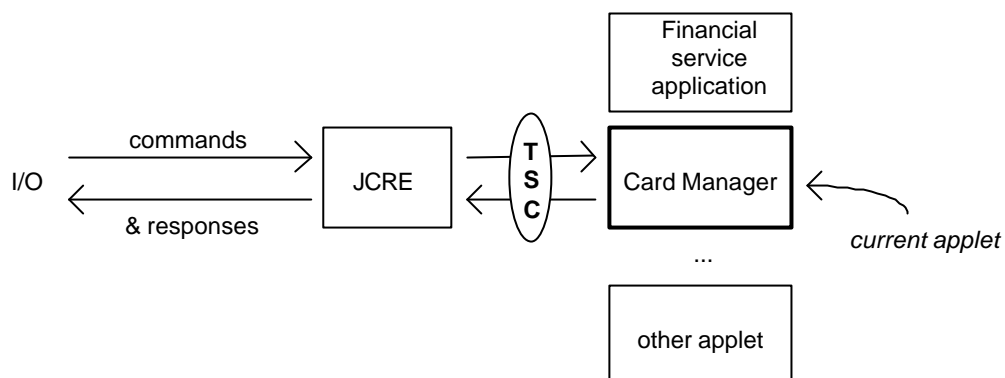 Financial
service
application
commands
I/O
JCRE
T
S
C
Card Manager
& responses
current applet
...
other applet